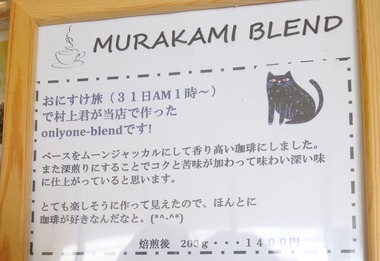 MURAKAMI BLEND
おにすけ旅（３１日AM１時〜）
で村上君が当店で作った
onlyone-blendです!
ベースをムーンジャッカルにして香り高い珈琲にしました。
また深煎りにすることでコクと苦味が加わって味わい深い味
に仕上がっていると思います。
とても楽しそうに作って見えたので、ほんとに
珈琲が好きなんだなと。(*^-^*)
焙煎後　200g・・・１４００円